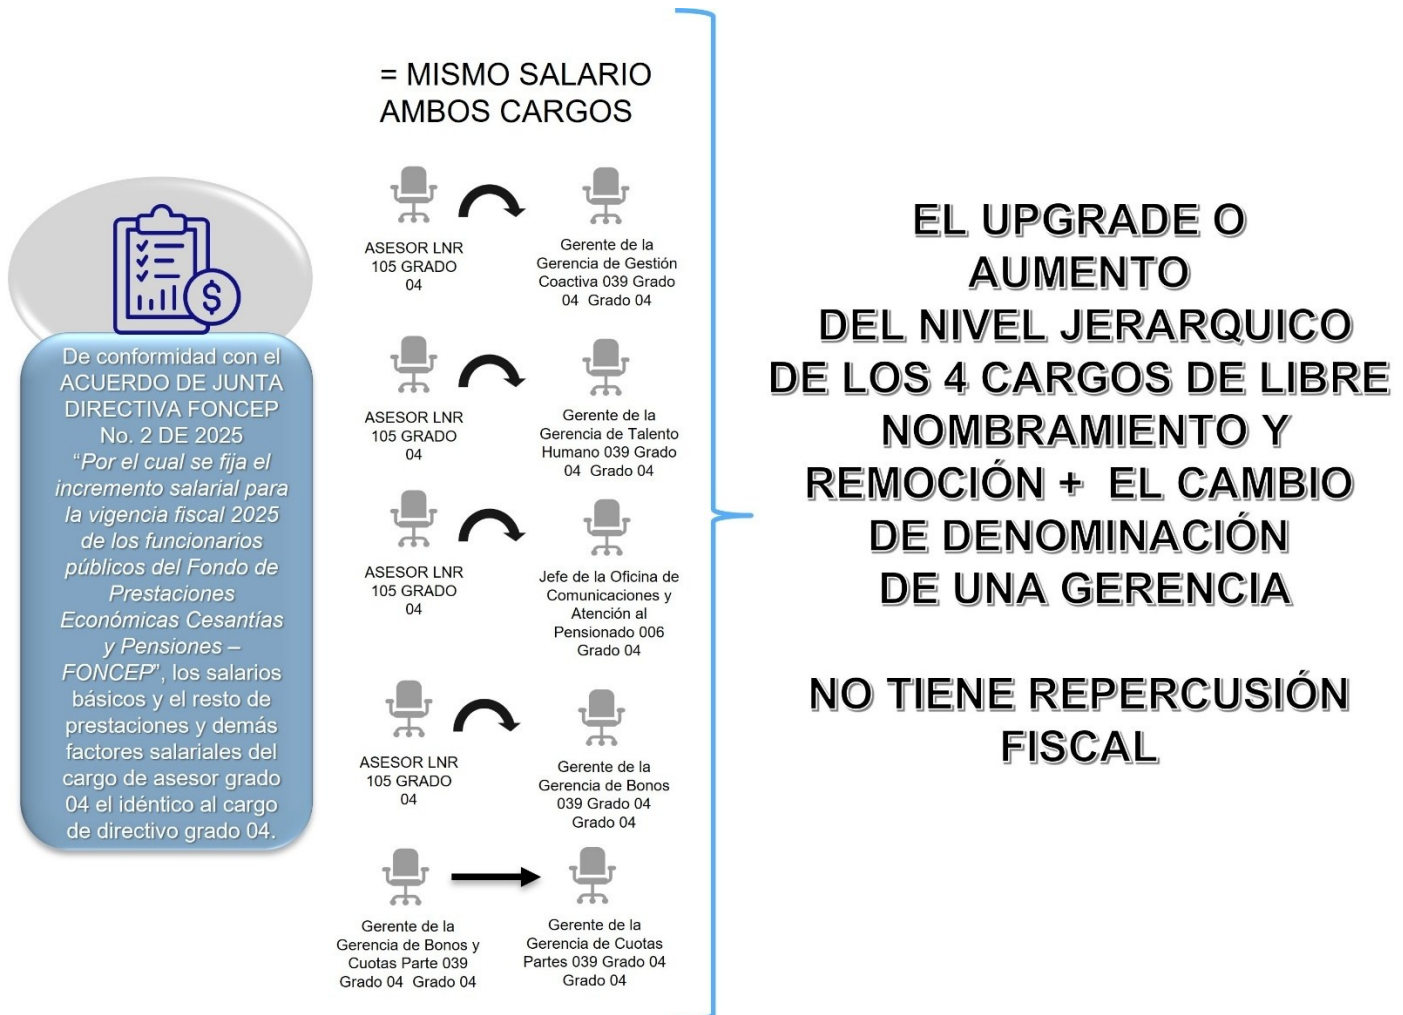 De conformidad con el
ACUERDO DE JUNTA
DIRECTIVA FONCEP
No. 2 DE 2025
“Por el cual se fija el
incremento salarial para
la vigencia fiscal 2025
de los funcionarios
públicos del Fondo de
Prestaciones
Económicas Cesantías
y Pensiones –
FONCEP”, los salarios
básicos y el resto de
prestaciones y demás
factores salariales del
cargo de asesor grado
04 el idéntico al cargo
de directivo grado 04.
= MISMO SALARIO
AMBOS CARGOS
ASESOR LNR
105 GRADO
04
Gerente de la
Gerencia de Gestión
Coactiva 039 Grado
04 Grado 04
ASESOR LNR
105 GRADO
04
Gerente de la
Gerencia de Talento
Humano 039 Grado
04 Grado 04
ASESOR LNR
105 GRADO
04
Jefe de la Oficina de
Comunicaciones y
Atención al
Pensionado 006
Grado 04
ASESOR LNR
105 GRADO
04
Gerente de la
Gerencia de Bonos
039 Grado 04
Grado 04
Gerente de la
Gerencia de Bonos y
Cuotas Parte 039
Grado 04 Grado 04
Gerente de la
Gerencia de Cuotas
Partes 039 Grado 04
Grado 04
EL UPGRADE O
AUMENTO
DEL NIVEL JERARQUICO
DE LOS 4 CARGOS DE LIBRE
NOMBRAMIENTO Y
REMOCIÓN + EL CAMBIO
DE DENOMINACIÓN
DE UNA GERENCIA
NO TIENE REPERCUSIÓN
FISCAL
$